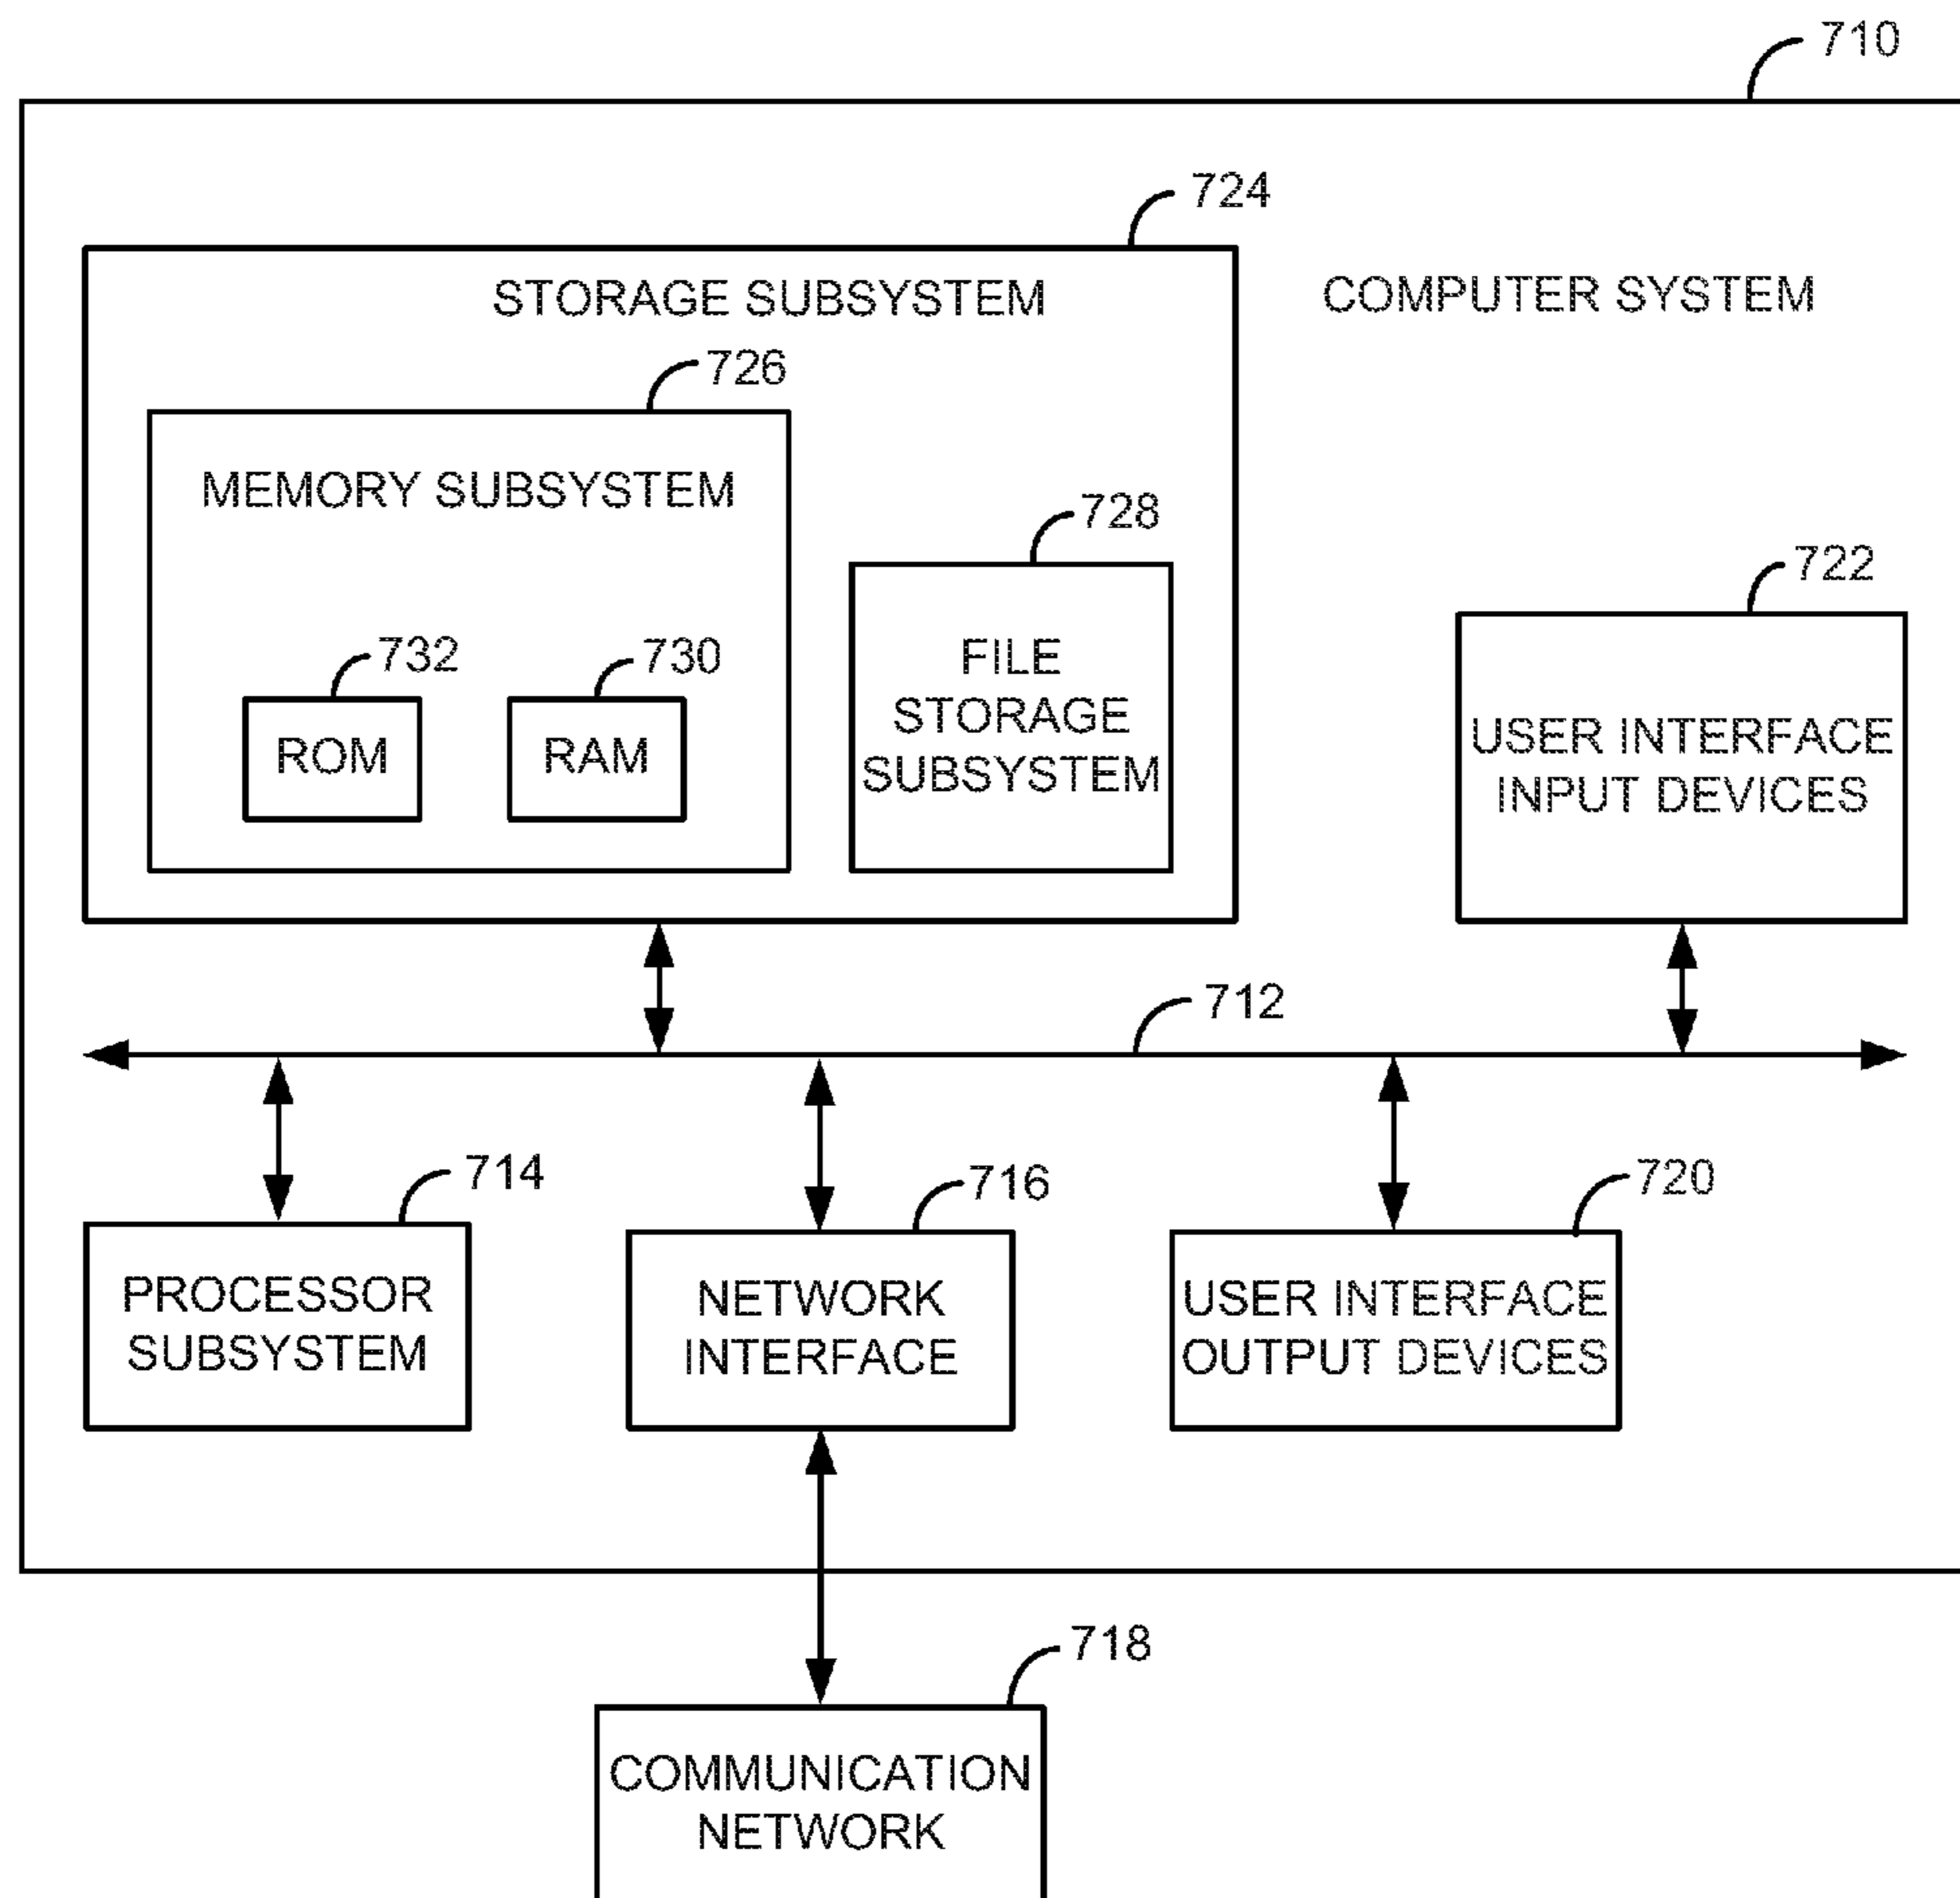 710
724
STORAGE SUBSYSTEM
COMPUTER SYSTEM
726
MEMORY SUBSYSTEM
728
722
732
730
FILE
STORAGE
SUBSYSTEM
ROM
RAM
USER INTERFACE
INPUT DEVICES
712
714
716
720
PROCESSOR
SUBSYSTEM
NETWORK
INTERFACE
USER INTERFACE
OUTPUT DEVICES
718
COMMUNICATION
NETWORK